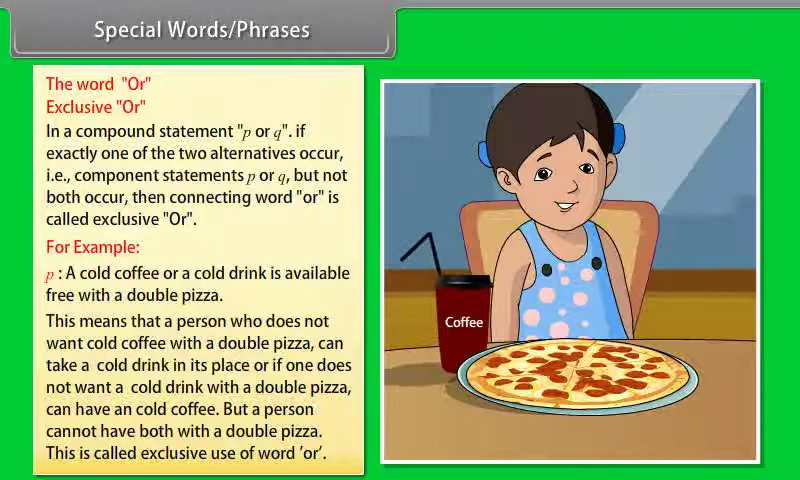 Special Words/Phrases
The word "Or"
Exclusive "Or"
In a compound statement "p or q". if
exactly one of the two alternatives occur,
i.e., component statements p or q, but not
both occur, then connecting word "or" is
called exclusive "Or".
For Example:
p : A cold coffee or a cold drink is available
free with a double pizza.
This means that a person who does not
want cold coffee with a double pizza, can
take a cold drink in its place or if one does
not want a cold drink with a double pizza,
can have an cold coffee. But a person
cannot have both with a double pizza.
This is called exclusive use of word 'or'.
Coffee